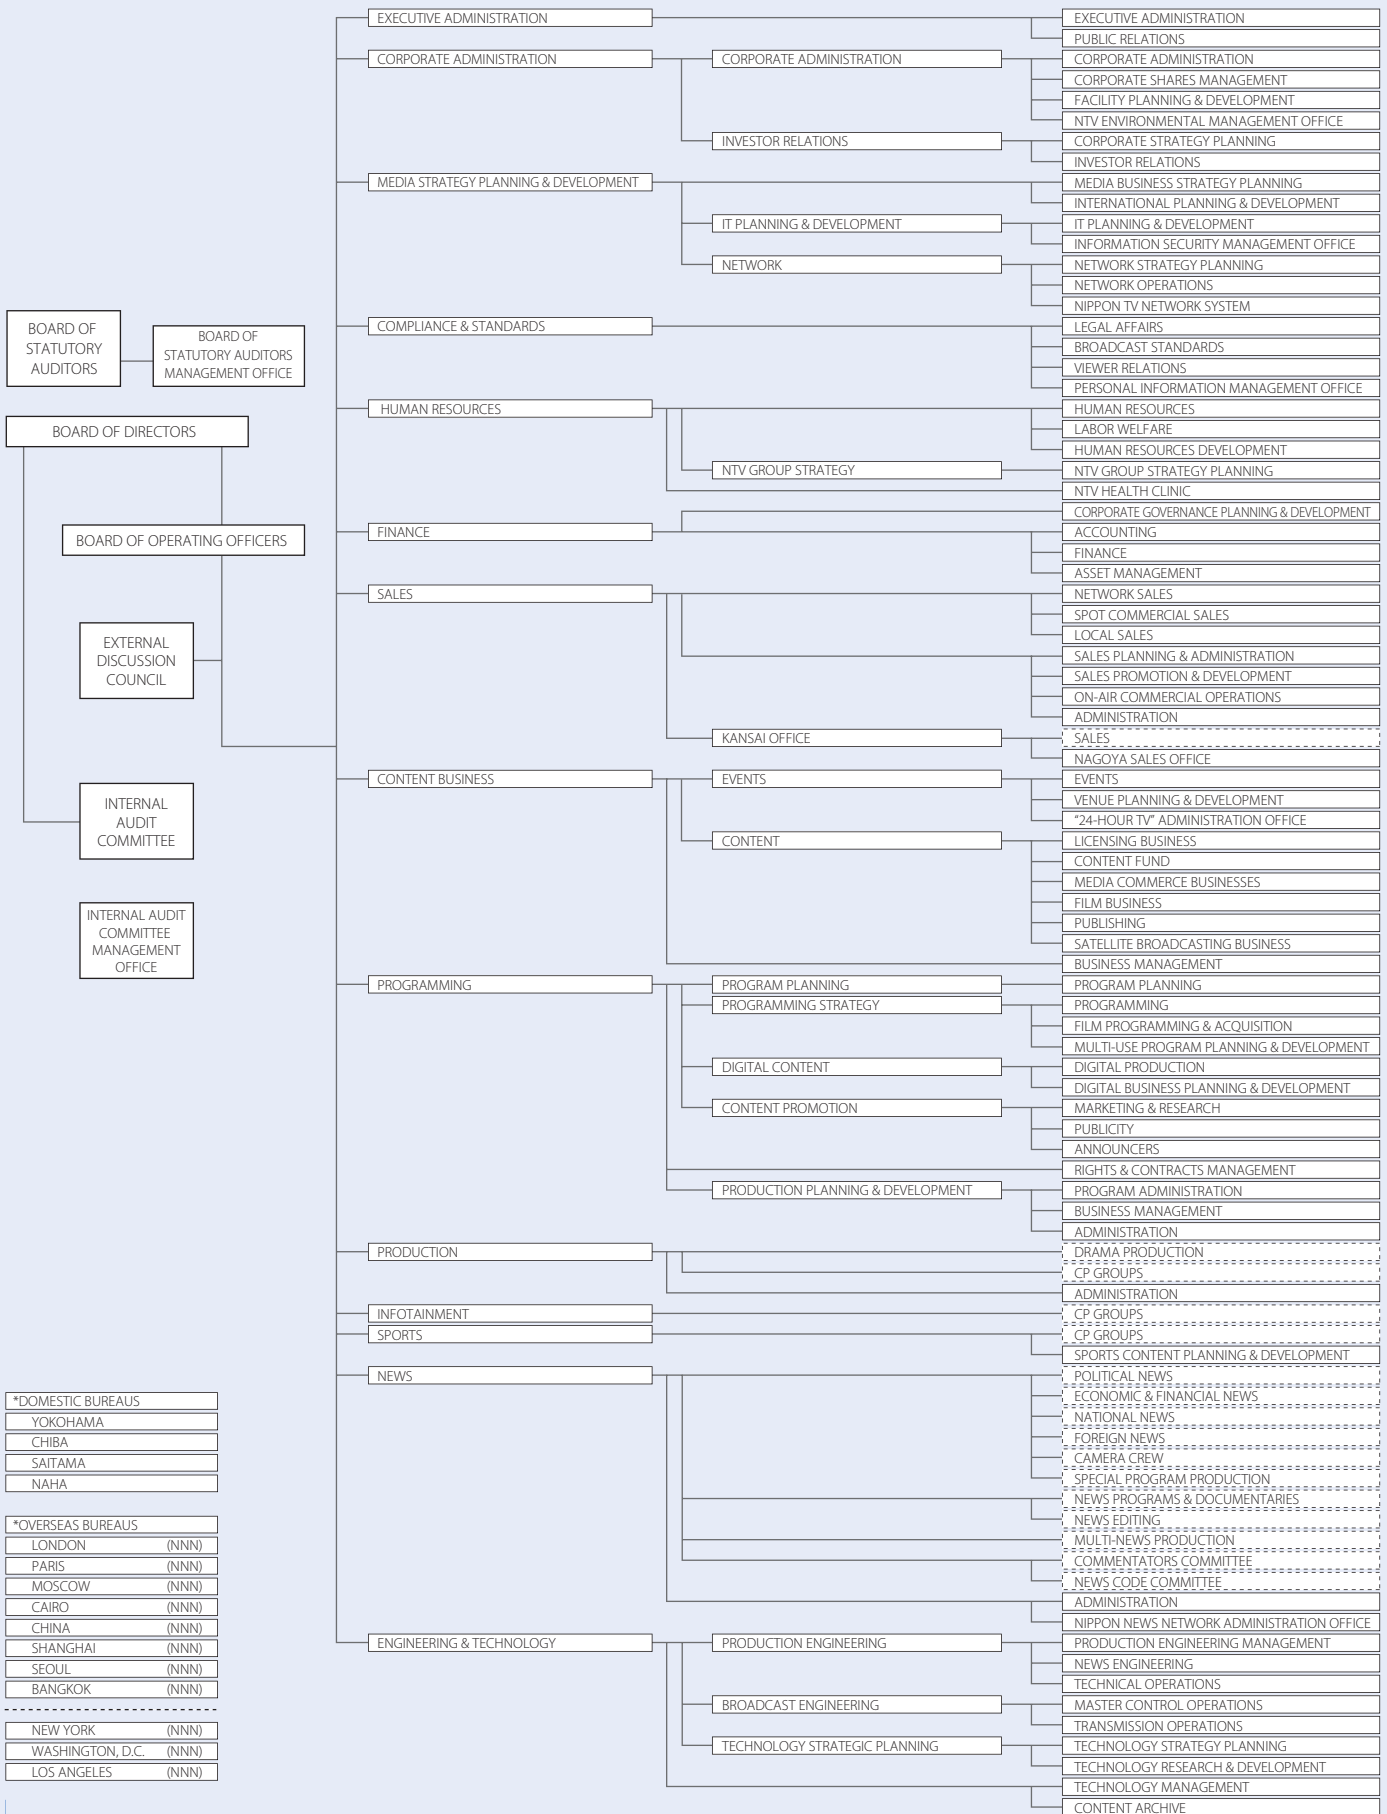 BOARD OF
STATUTORY
AUDITORS
BOARD OF
STATUTORY AUDITORS
MANAGEMENT OFFICE
BOARD OF DIRECTORS
BOARD OF OPERATING OFFICERS
EXTERNAL
DISCUSSION
COUNCIL
INTERNAL
AUDIT
COMMITTEE
INTERNAL AUDIT
COMMITTEE
MANAGEMENT
OFFICE
*DOMESTIC BUREAUS
YOKOHAMA
CHIBA
SAITAMA
NAHA
*OVERSEAS BUREAUS
LONDON (NNN)
PARIS (NNN)
MOSCOW (NNN)
CAIRO (NNN)
CHINA (NNN)
SHANGHAI (NNN)
SEOUL (NNN)
BANGKOK (NNN)
NEW YORK (NNN)
WASHINGTON, D.C. (NNN)
LOS ANGELES (NNN)
EXECUTIVE ADMINISTRATION
EXECUTIVE ADMINISTRATION
PUBLIC RELATIONS
CORPORATE ADMINISTRATION
CORPORATE ADMINISTRATION
CORPORATE ADMINISTRATION
CORPORATE SHARES MANAGEMENT
FACILITY PLANNING & DEVELOPMENT
NTV ENVIRONMENTAL MANAGEMENT OFFICE
INVESTOR RELATIONS
CORPORATE STRATEGY PLANNING
INVESTOR RELATIONS
MEDIA STRATEGY PLANNING & DEVELOPMENT
MEDIA BUSINESS STRATEGY PLANNING
INTERNATIONAL PLANNING & DEVELOPMENT
IT PLANNING & DEVELOPMENT
IT PLANNING & DEVELOPMENT
INFORMATION SECURITY MANAGEMENT OFFICE
NETWORK
NETWORK STRATEGY PLANNING
NETWORK OPERATIONS
NIPPON TV NETWORK SYSTEM
COMPLIANCE & STANDARDS
LEGAL AFFAIRS
BROADCAST STANDARDS
VIEWER RELATIONS
PERSONAL INFORMATION MANAGEMENT OFFICE
HUMAN RESOURCES
HUMAN RESOURCES
LABOR WELFARE
HUMAN RESOURCES DEVELOPMENT
NTV GROUP STRATEGY
NTV GROUP STRATEGY PLANNING
NTV HEALTH CLINIC
CORPORATE GOVERNANCE PLANNING & DEVELOPMENT
FINANCE
ACCOUNTING
FINANCE
ASSET MANAGEMENT
SALES
NETWORK SALES
SPOT COMMERCIAL SALES
LOCAL SALES
SALES PLANNING & ADMINISTRATION
SALES PROMOTION & DEVELOPMENT
ON-AIR COMMERCIAL OPERATIONS
ADMINISTRATION
KANSAI OFFICE
SALES
NAGOYA SALES OFFICE
CONTENT BUSINESS
EVENTS
EVENTS
VENUE PLANNING & DEVELOPMENT
“24-HOUR TV” ADMINISTRATION OFFICE
CONTENT
LICENSING BUSINESS
CONTENT FUND
MEDIA COMMERCE BUSINESSES
FILM BUSINESS
PUBLISHING
SATELLITE BROADCASTING BUSINESS
BUSINESS MANAGEMENT
PROGRAMMING
PROGRAM PLANNING
PROGRAM PLANNING
PROGRAMMING STRATEGY
PROGRAMMING
FILM PROGRAMMING & ACQUISITION
MULTI-USE PROGRAM PLANNING & DEVELOPMENT
DIGITAL CONTENT
DIGITAL PRODUCTION
DIGITAL BUSINESS PLANNING & DEVELOPMENT
CONTENT PROMOTION
MARKETING & RESEARCH
PUBLICITY
ANNOUNCERS
RIGHTS & CONTRACTS MANAGEMENT
PRODUCTION PLANNING & DEVELOPMENT
PROGRAM ADMINISTRATION
BUSINESS MANAGEMENT
ADMINISTRATION
PRODUCTION
DRAMA PRODUCTION
CP GROUPS
ADMINISTRATION
INFOTAINMENT
CP GROUPS
SPORTS
CP GROUPS
SPORTS CONTENT PLANNING & DEVELOPMENT
NEWS
POLITICAL NEWS
ECONOMIC & FINANCIAL NEWS
NATIONAL NEWS
FOREIGN NEWS
CAMERA CREW
SPECIAL PROGRAM PRODUCTION
NEWS PROGRAMS & DOCUMENTARIES
NEWS EDITING
MULTI-NEWS PRODUCTION
COMMENTATORS COMMITTEE
NEWS CODE COMMITTEE
ADMINISTRATION
NIPPON NEWS NETWORK ADMINISTRATION OFFICE
ENGINEERING & TECHNOLOGY
PRODUCTION ENGINEERING
PRODUCTION ENGINEERING MANAGEMENT
NEWS ENGINEERING
TECHNICAL OPERATIONS
BROADCAST ENGINEERING
MASTER CONTROL OPERATIONS
TRANSMISSION OPERATIONS
TECHNOLOGY STRATEGIC PLANNING
TECHNOLOGY STRATEGY PLANNING
TECHNOLOGY RESEARCH & DEVELOPMENT
TECHNOLOGY MANAGEMENT
CONTENT ARCHIVE